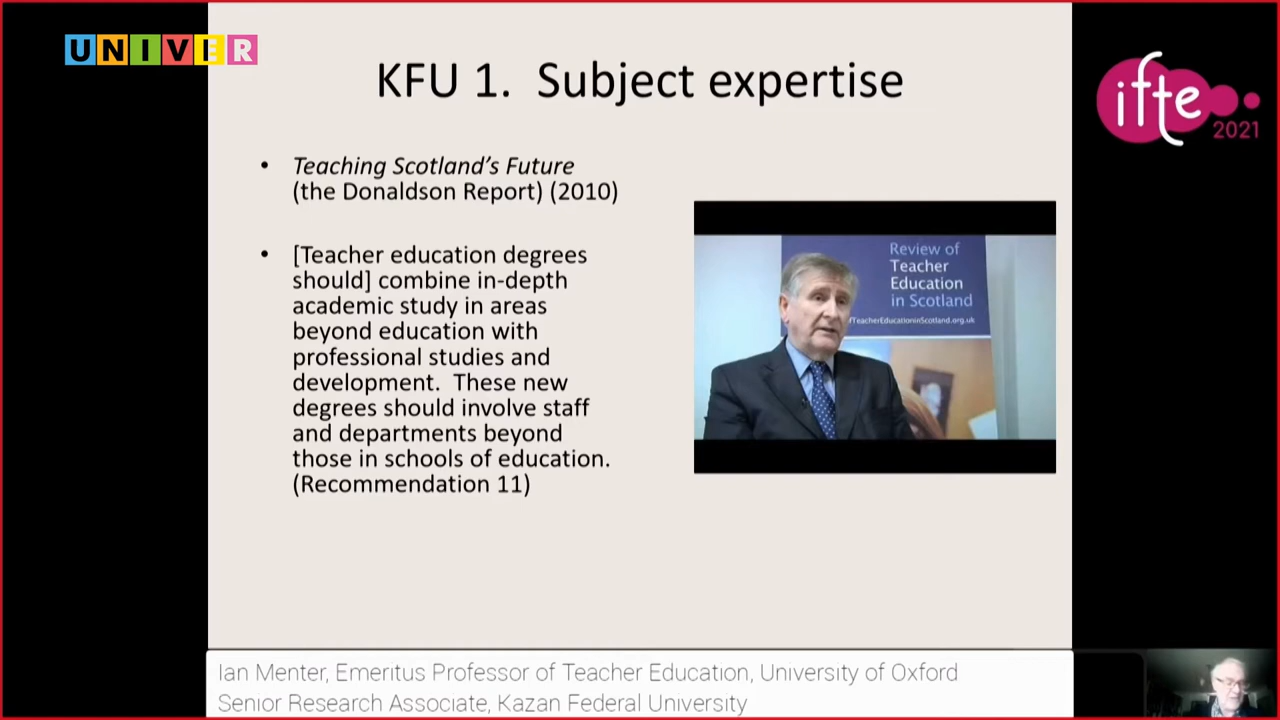 UNIVER
KFU 1. Subject expertise
ifte
2021
• Teaching Scotland's Future
(the Donaldson Report) (2010)
• [Teacher education degrees
should] combine in-depth
academic study in areas
beyond education with
professional studies and
development. These new
degrees should involve staff
and departments beyond
those in schools of education.
(Recommendation 11)
Review of
Teacher
Education
in Scotland
TeacherEducationinScotland.org.uk
Ian Menter, Emeritus Professor of Teacher Education, University of Oxford
Senior Research Associate, Kazan Federal University